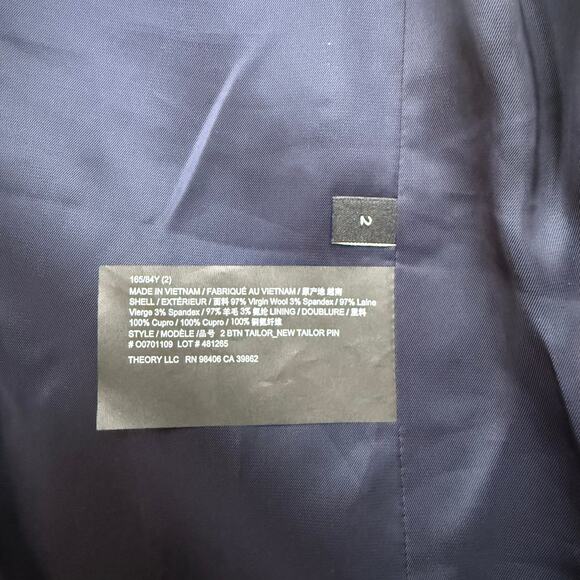 2
165/84Y (2)
MADE IN VIETNAM / FABRIQUÉ AU VIETNAM / 原产地 越南
SHELL / EXTÉRIEUR / 面料 97% Virgin Wool 3% Spandex / 97% Laine
Vierge 3% Spandex / 97% 羊毛 3% 氨纶 LINING / DOUBLURE / 里料
100% Cupro / 100% Cupro / 100% 铜氨纤维
STYLE / MODÈLE /品号 2 BTN TAILOR_NEW TAILOR PIN
# O0701109 LOT # 481265
THEORY LLC RN 98406 CA 39862